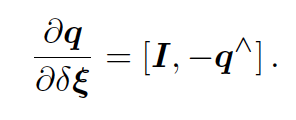 ∂q/∂δξ = [I, −q^∧].